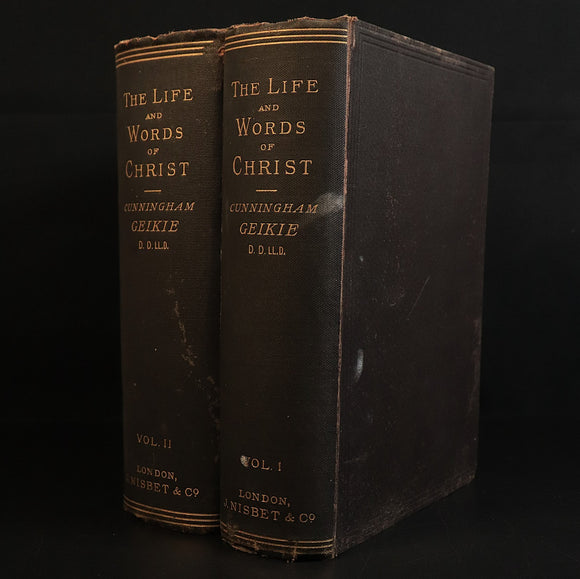 THE LIFE
AND
WORDS
OF
CHRIST
CUNNINGHAM
GEIKIE
D. D. LL.D.
VOL. II
LONDON,
J. NISBET & Co
THE LIFE
AND
WORDS
OF
CHRIST
CUNNINGHAM
GEIKIE
D. D. LL.D.
VOL. I
LONDON,
J. NISBET & Co